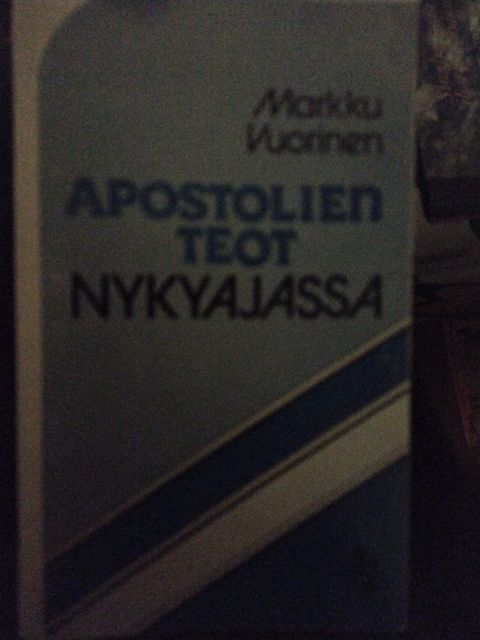 Markku
Vuorinen
APOSTOLIEN
TEOT
NYKYAJASSA